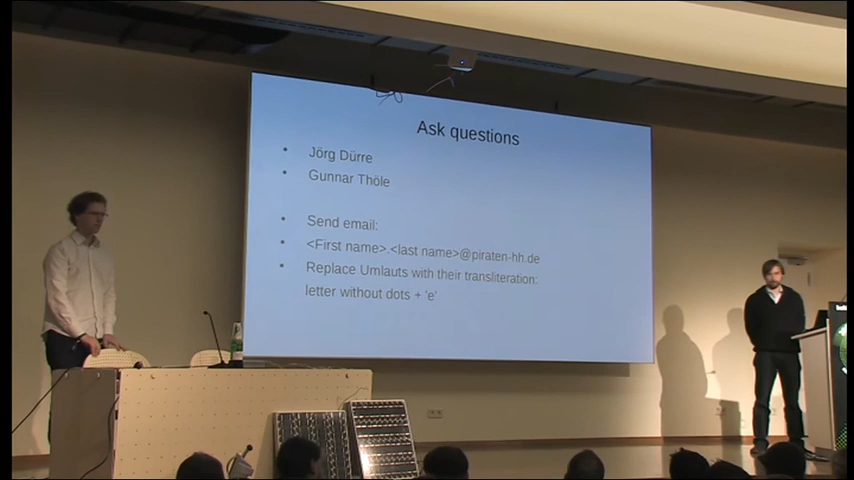 Ask questions
• Jörg Dürre
• Gunnar Thöle
• Send email:
• <First name>.<last name>@piraten-hh.de
• Replace Umlauts with their transliteration:
letter without dots + 'e'